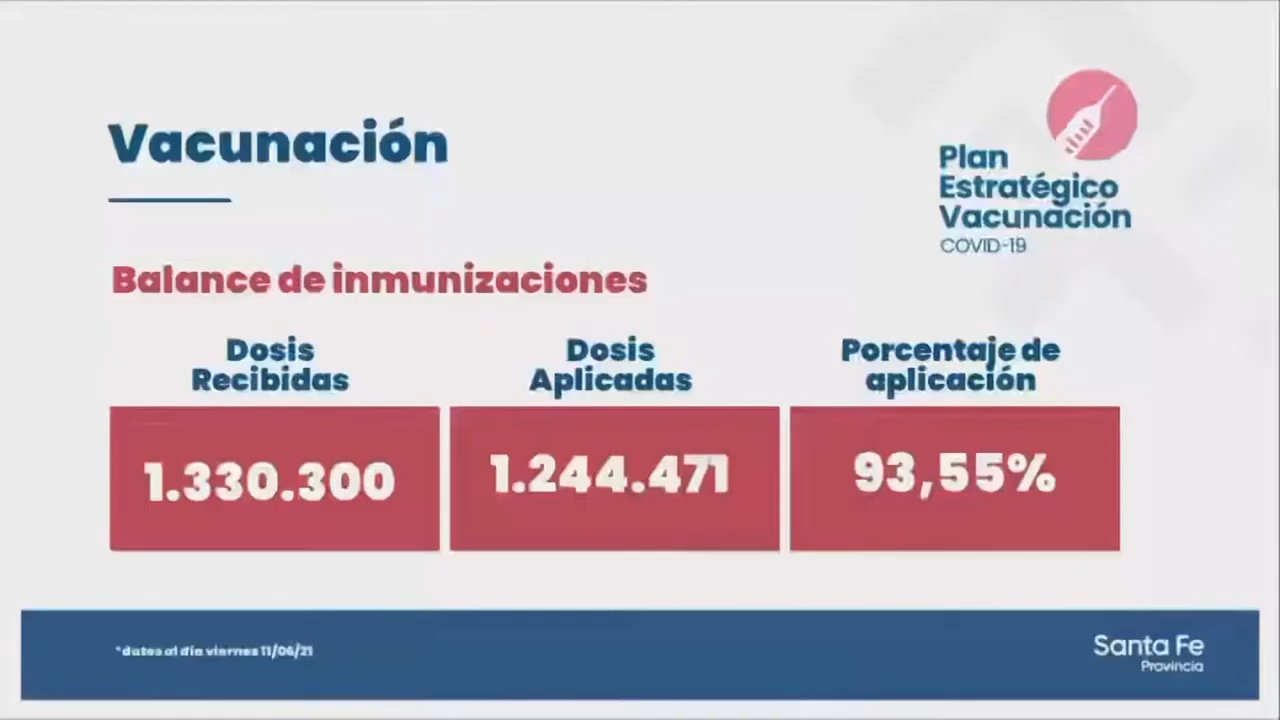 Vacunación
Plan
Estratégico
Vacunación
COVID-19
Balance de inmunizaciones
Dosis
Recibidas
1.330.300
Dosis
Aplicadas
1.244.471
Porcentaje de
aplicación
93,55%
*datos al día viernes 11/06/21
Santa Fe
Provincia